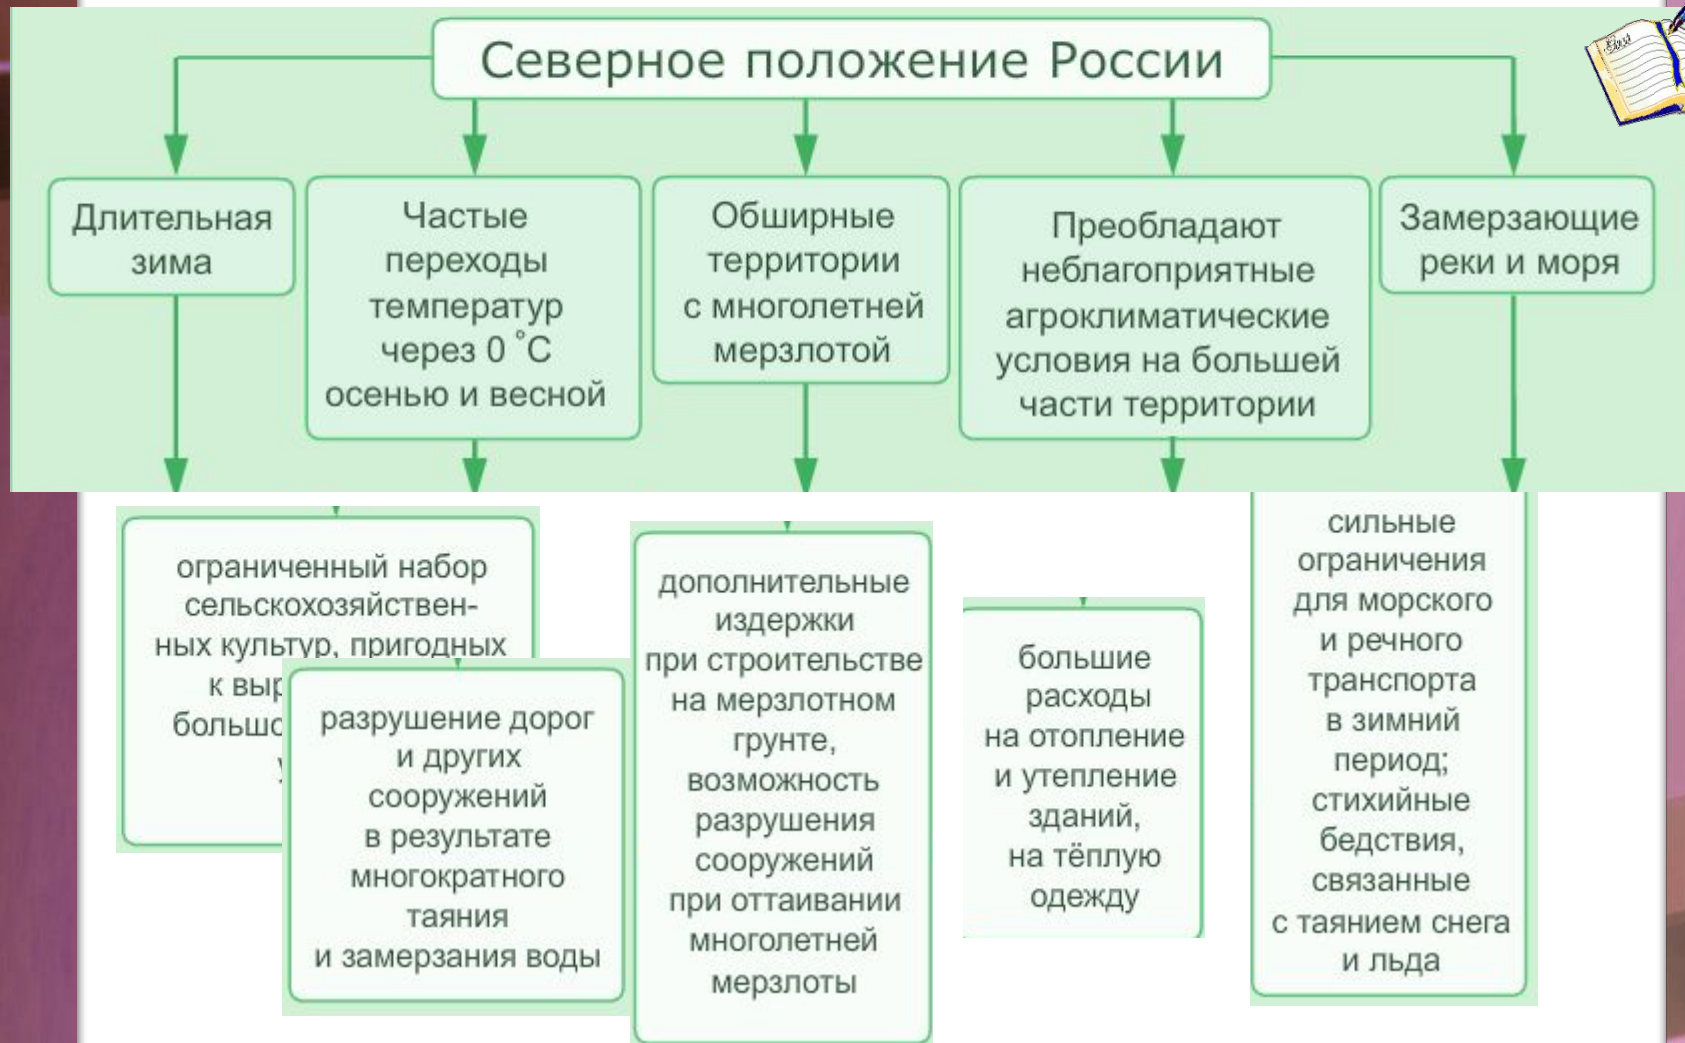 Северное положение России
Длительная
зима
Частые
переходы
температур
через 0 ˚С
осенью и весной
Обширные
территории
с многолетней
мерзлотой
Преобладают
неблагоприятные
агроклиматические
условия на большей
части территории
Замерзающие
реки и моря
ограниченный набор
сельскохозяйствен-
ных культур, пригодных
к
разрушение дорог
и других
сооружений
в результате
многократного
таяния
и замерзания воды
дополнительные
издержки
при строительстве
на мерзлотном
грунте,
возможность
разрушения
сооружений
при оттаивании
многолетней
мерзлоты
большие
расходы
на отопление
и утепление
зданий,
на тёплую
одежду
сильные
ограничения
для морского
и речного
транспорта
в зимний
период;
стихийные
бедствия,
связанные
с таянием снега
и льда